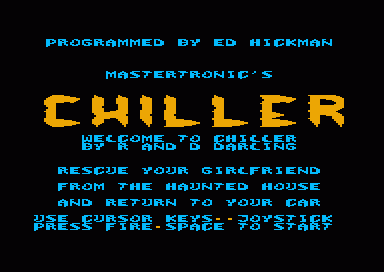 PROGRAMMED BY ED HICKMAN
MASTERTRONIC'S
CHILLER
WELCOME TO CHILLER
BY R AND D DARLING
RESCUE YOUR GIRLFRIEND
FROM THE HAUNTED HOUSE
AND RETURN TO YOUR CAR
USE CURSOR KEYS--JOYSTICK
PRESS FIRE-SPACE TO START